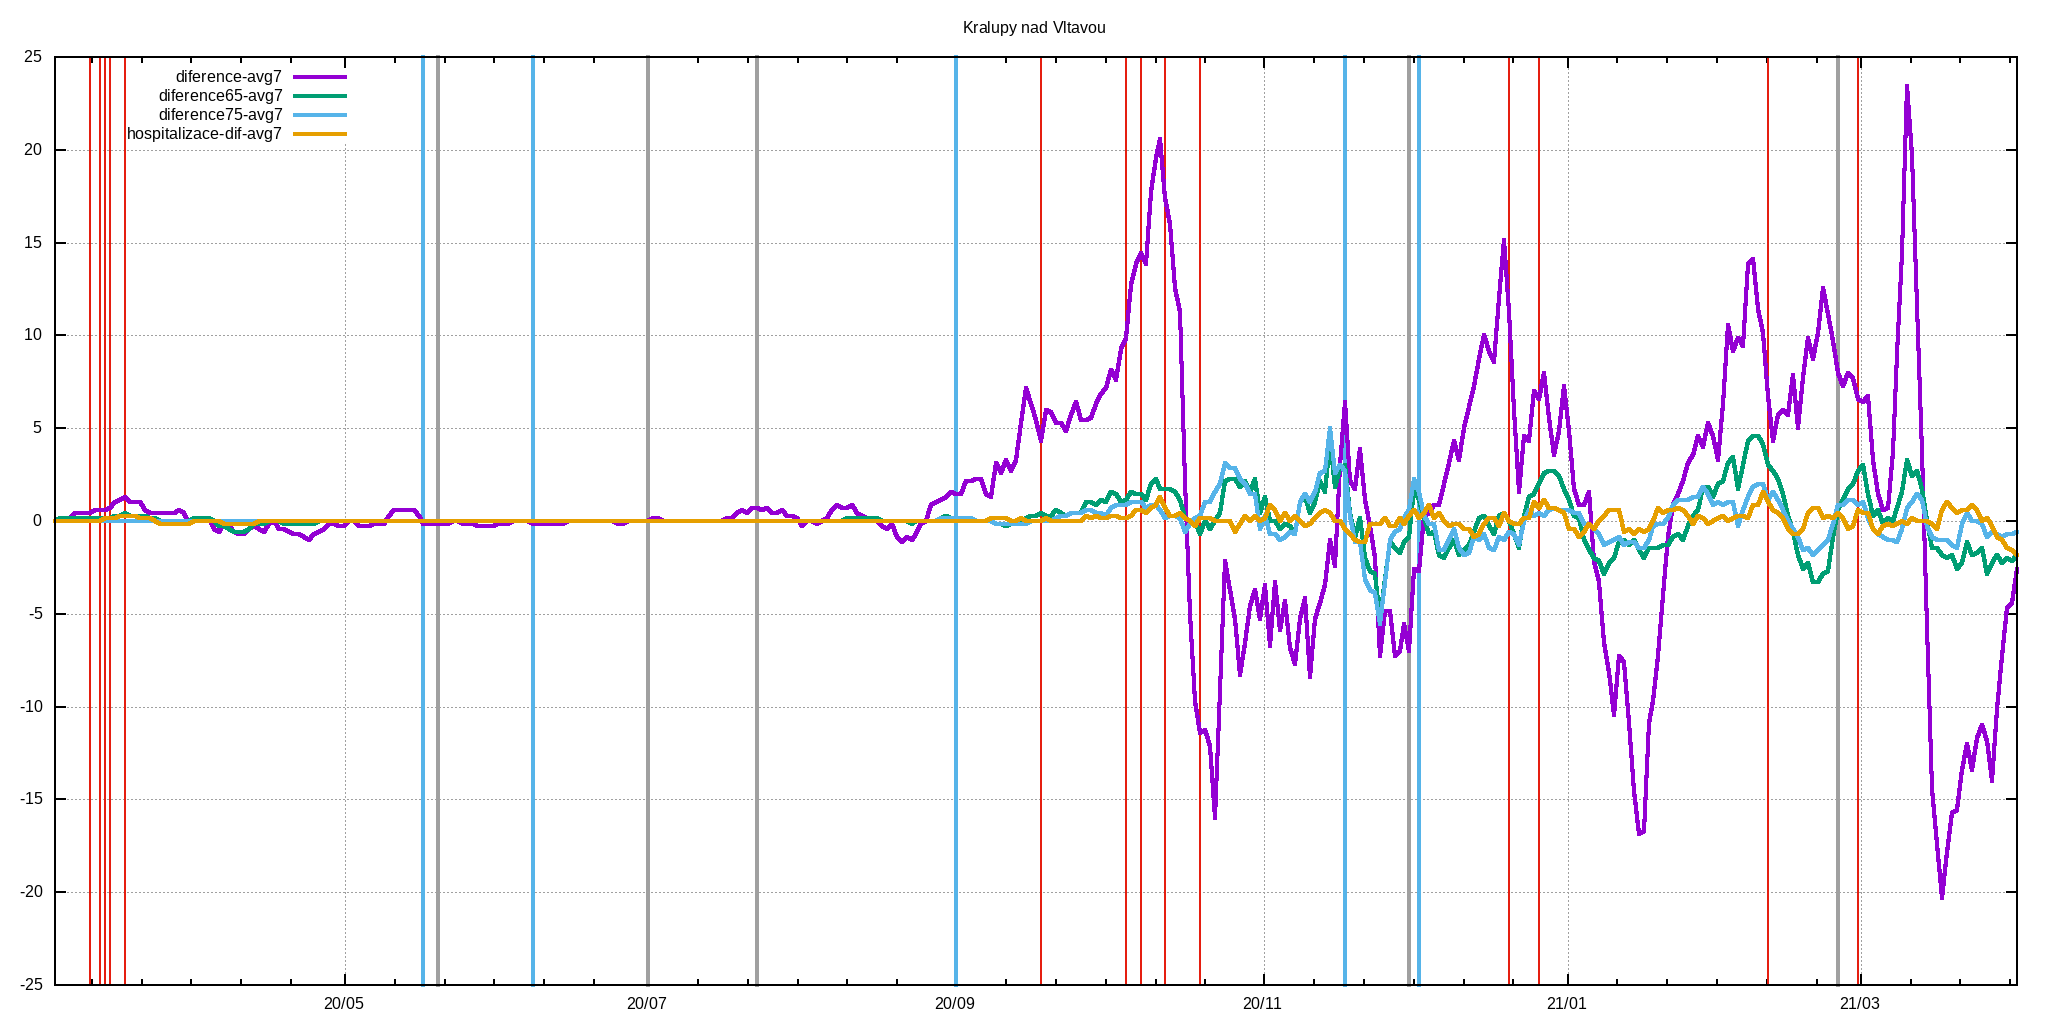 Kralupy nad Vltavou
diference-avg7
diference65-avg7
diference75-avg7
hospitalizace-dif-avg7
25
20
15
10
5
0
-5
-10
-15
-20
-25
20/05 20/07 20/09 20/11 21/01 21/03